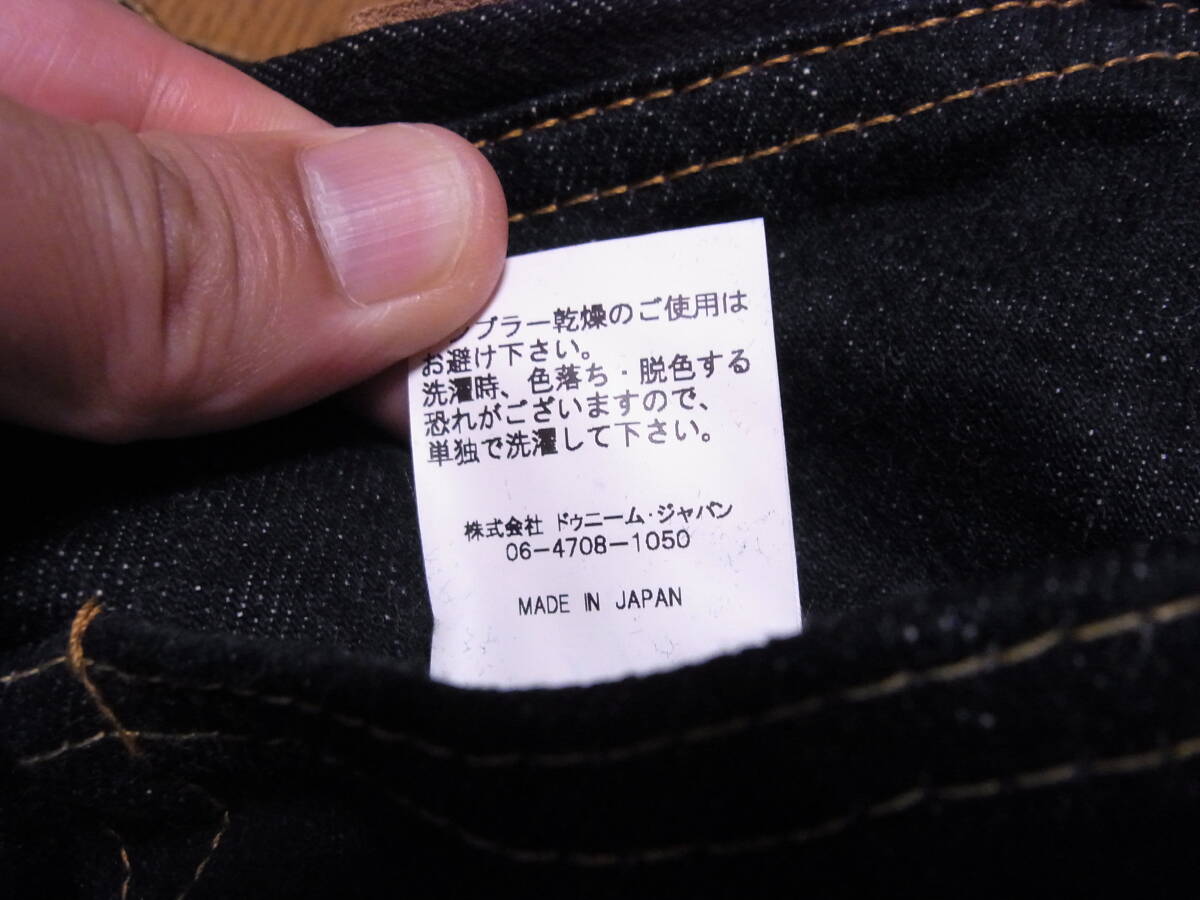 ンブラー乾燥のご使用は
お避け下さい。
洗濯時、色落ち・脱色する
恐れがございますので、
単独で洗濯して下さい。
株式会社 ドゥニーム・ジャパン
06-4708-1050
MADE IN JAPAN